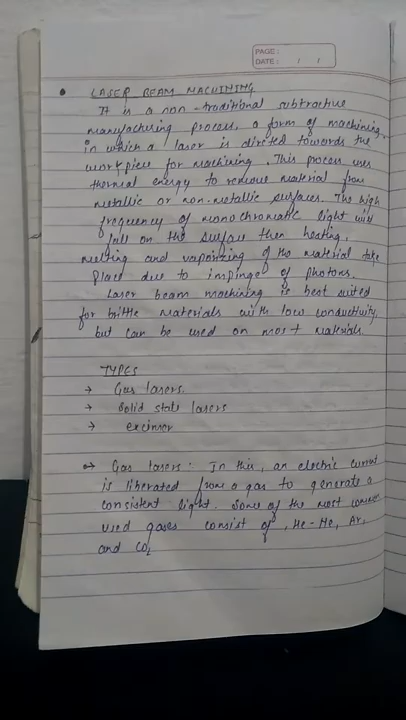 PAGE :
DATE : / /
• LASER BEAM MACHINING
It is a non-traditional subtractive
manufacturing process, a form of machining,
in which a laser is directed towards the
workpiece for machining. This process uses
thermal energy to remove material from
metallic or non-metallic surfaces. The high
frequency of monochromatic light will
fall on the surface then heating,
melting and vaporizing of the material take
place due to impinge of photons.
Laser beam machining is best suited
for brittle materials with low conductivity,
but can be used on most materials.
TYPES
→ Gas lasers.
→ Solid state lasers
→ excimer
⇒ Gas lasers: In this, an electric current
is liberated from a gas to generate a
consistent light. Some of the most common
used gases consist of, He-Ne, Ar,
and CO₂